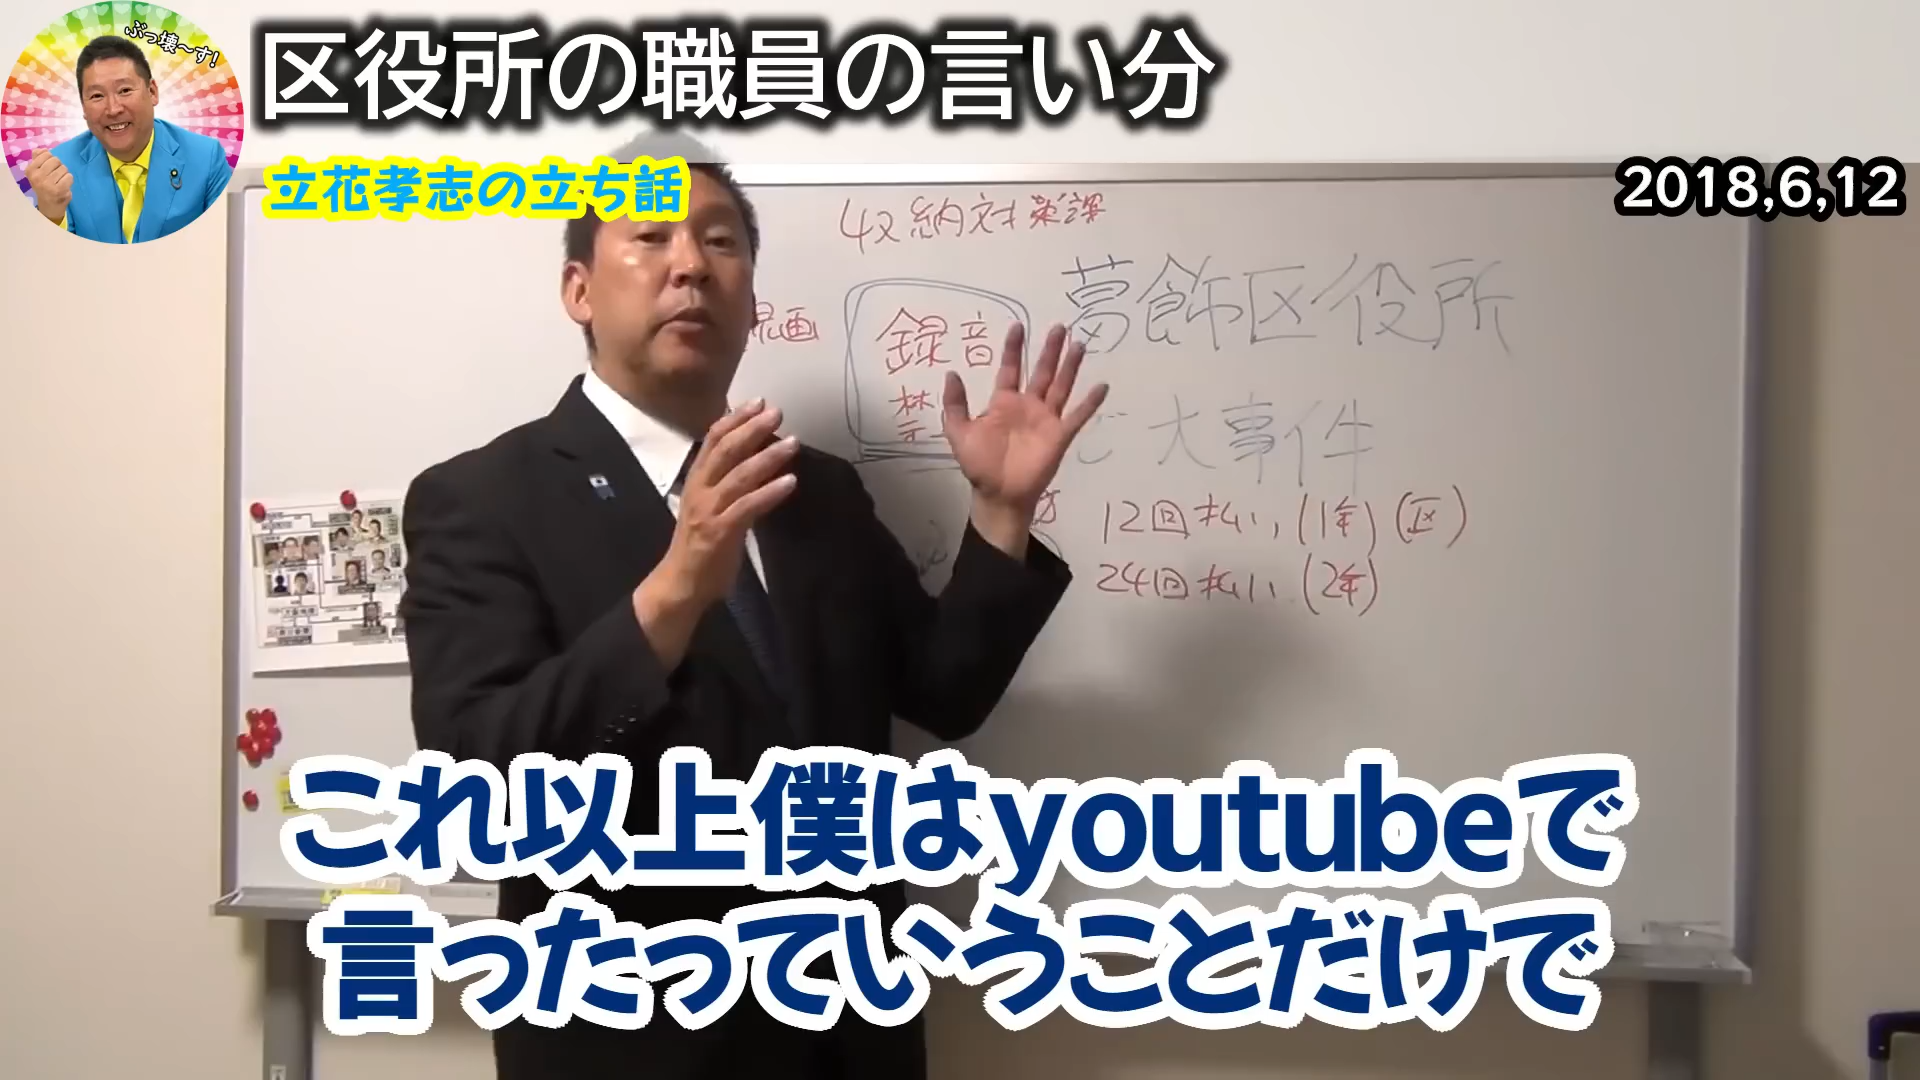 ぶっ壊〜す!
区役所の職員の言い分
立花孝志の立ち話
2018,6,12
収納対策課
葛飾区役所
録画
録音
禁
で大事件
12回払い,(1年)(区)
24回払い.(2年)
これ以上僕はyoutubeで
言ったっていうことだけで